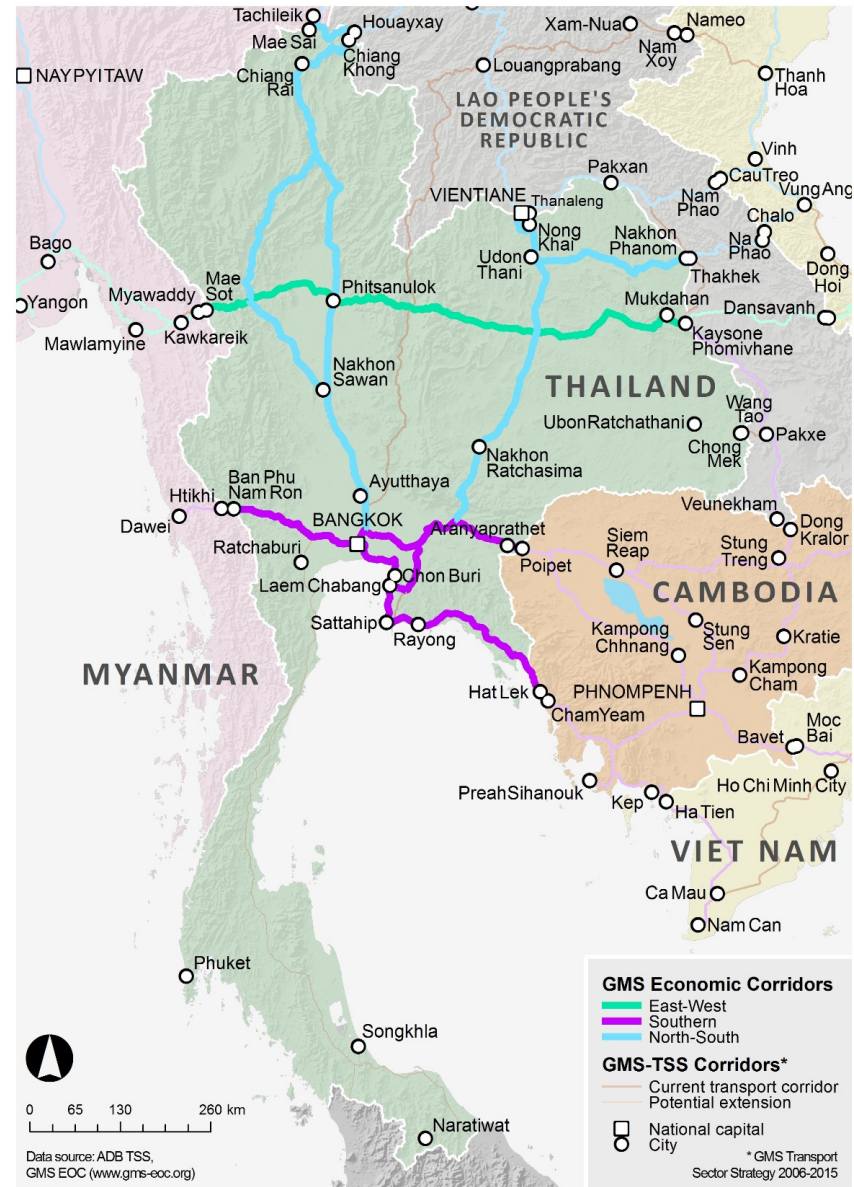 Tachileik
Houayxay
Xam-Nua
Nameo
Mae Sai
Nam
Xoy
Chiang
Khong
Chiang
Rai
Louangprabang
NAYPYITAW
Thanh
Hoa
LAO PEOPLE'S
DEMOCRATIC
REPUBLIC
Vinh
Pakxan
CauTreo
Nam
Phao
VungAng
VIENTIANE
Thanaleng
Nong
Khai
Chalo
Na
Phao
Nakhon
Phanom
Udon
Thani
Thakhek
Dong
Hoi
Bago
Mae
Sot
Myawaddy
Phitsanulok
Mukdahan
Dansavanh
Yangon
Kawkareik
Mawlamyine
Kaysone
Phomivhane
Nakhon
Sawan
THAILAND
Wang
Tao
UbonRatchathani
Chong
Mek
Pakxe
Nakhon
Ratchasima
Ban Phu
Nam Ron
Htikhi
Ayutthaya
Veunekham
Dawei
BANGKOK
Aranyaprathet
Dong
Kralor
Siem
Reap
Stung
Treng
Ratchaburi
Poipet
Chon Buri
Laem Chabang
CAMBODIA
Sattahip
Rayong
Kampong
Chhnang
Stung
Sen
Kratie
MYANMAR
Kampong
Cham
Hat Lek
PHNOMPENH
ChamYeam
Moc
Bai
Bavet
PreahSihanouk
Ho Chi Minh City
Kep
Ha Tien
VIET NAM
Ca Mau
Nam Can
Phuket
Songkhla
Naratiwat
GMS Economic Corridors
East-West
Southern
North-South
GMS-TSS Corridors*
Current transport corridor
Potential extension
National capital
City
* GMS Transport
Sector Strategy 2006-2015
0 65 130 260 km
Data source: ADB TSS,
GMS EOC (www.gms-eoc.org)